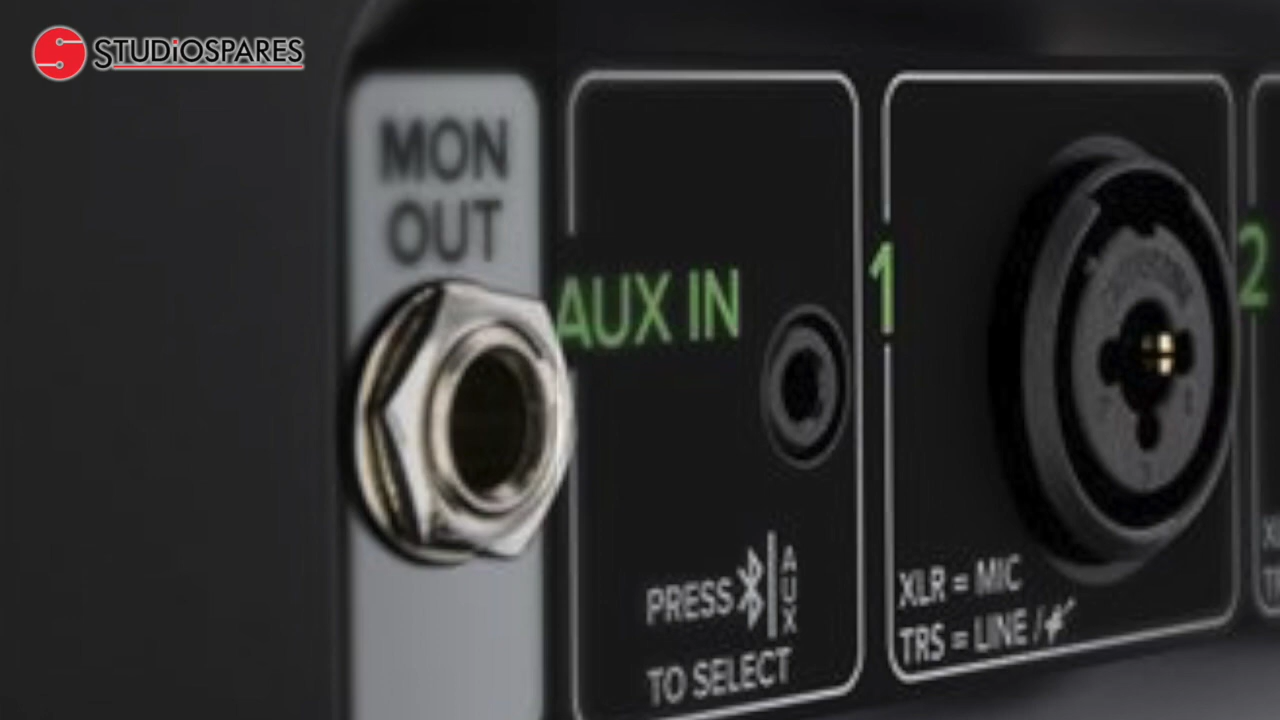 STUDiOSPARES
MON
OUT
AUX IN
PRESS AUX
TO SELECT
1
XLR = MIC
TRS = LINE /
2